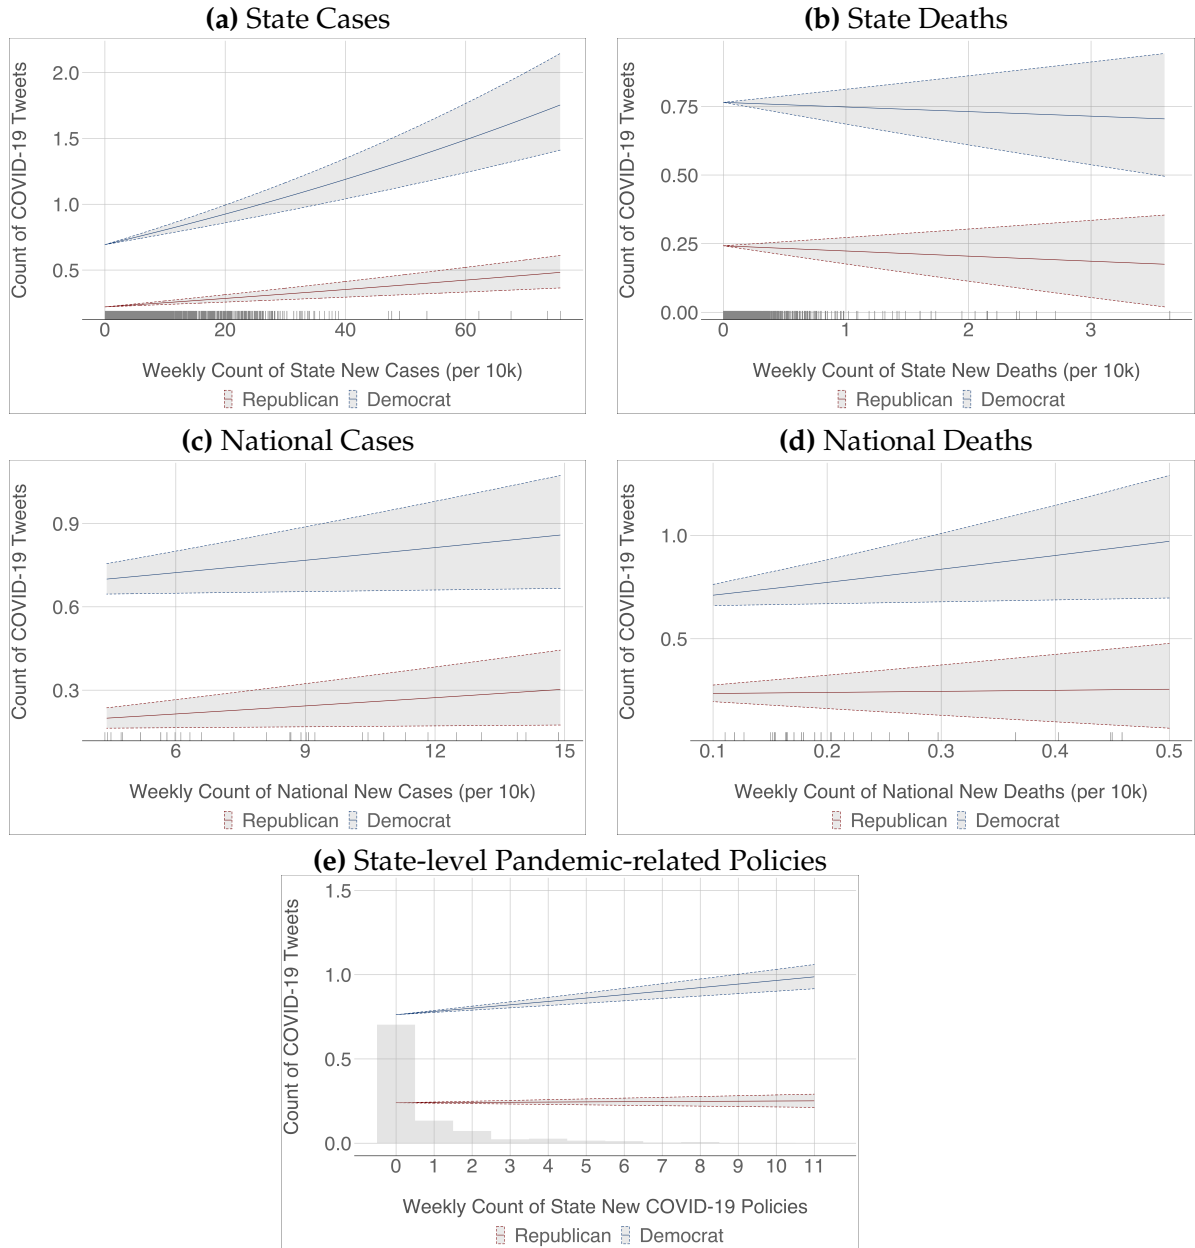 (a) State Cases
Count of COVID-19 Tweets
2.0
1.5
1.0
0.5
0 20 40 60
Weekly Count of State New Cases (per 10k)
Republican Democrat
(b) State Deaths
Count of COVID-19 Tweets
0.75
0.50
0.25
0.00
0 1 2 3
Weekly Count of State New Deaths (per 10k)
Republican Democrat
(c) National Cases
Count of COVID-19 Tweets
0.9
0.6
0.3
6 9 12 15
Weekly Count of National New Cases (per 10k)
Republican Democrat
(d) National Deaths
Count of COVID-19 Tweets
1.0
0.5
0.1 0.2 0.3 0.4 0.5
Weekly Count of National New Deaths (per 10k)
Republican Democrat
(e) State-level Pandemic-related Policies
Count of COVID-19 Tweets
1.5
1.0
0.5
0.0
0 1 2 3 4 5 6 7 8 9 10 11
Weekly Count of State New COVID-19 Policies
Republican Democrat